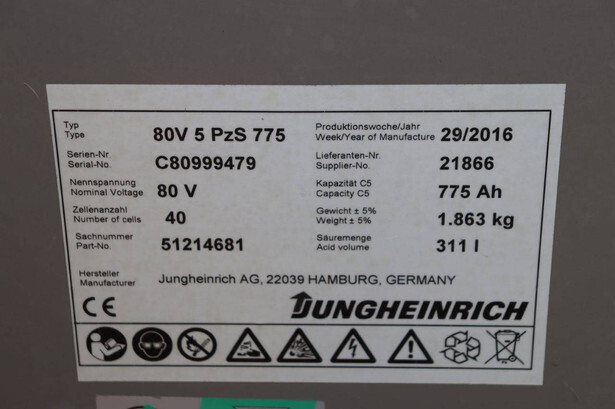 Typ
Type
80V 5 PzS 775
Produktionswoche/Jahr
Week/Year of Manufacture
29/2016
Serien-Nr.
Serial-No.
C80999479
Lieferanten-Nr.
Supplier-No.
21866
Nennspannung
Nominal Voltage
80 V
Kapazität C5
Capacity C5
775 Ah
Zellenanzahl
Number of cells
40
Gewicht ± 5%
Weight ± 5%
1.863 kg
Sachnummer
Part-No.
51214681
Säuremenge
Acid volume
311 l
Hersteller
Manufacturer
Jungheinrich AG, 22039 HAMBURG, GERMANY
CE
JUNGHEINRICH